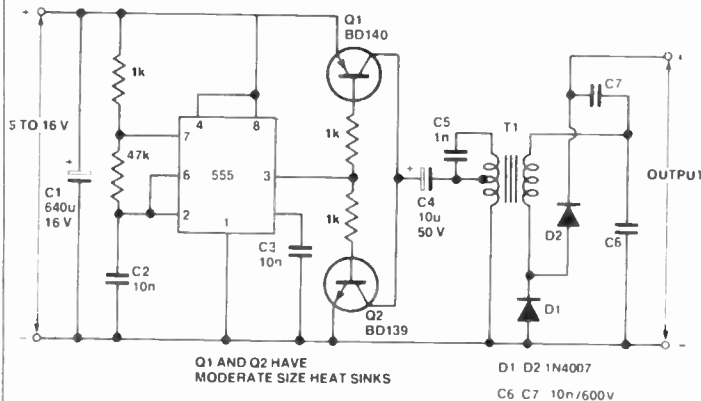 Q1
BD140
+
1k
4
8
C7
+
5 TO 16 V
7
1k
C5
1n
T1
47k
+
6
555
3
+
OUTPUT
C1
640u
16 V
C4
10u
50 V
D2
C6
2
1
1k
C3
10n
C2
10n
D1
Q2
BD139
–
–
Q1 AND Q2 HAVE
MODERATE SIZE HEAT SINKS
D1 D2 1N4007
C6 C7 10n/600V